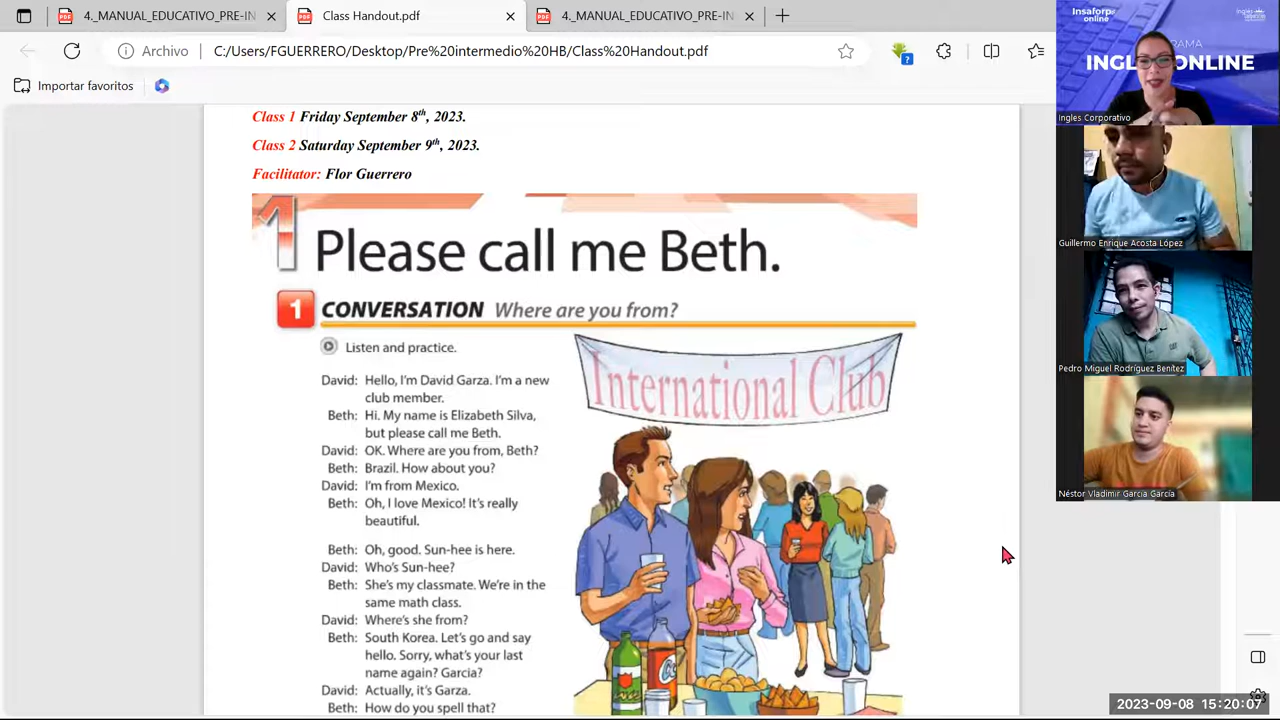 4_MANUAL_EDUCATIVO_PRE-IN
Class Handout.pdf
4_MANUAL_EDUCATIVO_PRE-IN
Archivo
C:/Users/FGUERRERO/Desktop/Pre%20intermedio%20HB/Class%20Handout.pdf
Importar favoritos
Class 1 Friday September 8th, 2023.
Class 2 Saturday September 9th, 2023.
Facilitator: Flor Guerrero
1
Please call me Beth.
1 CONVERSATION Where are you from?
Listen and practice.
David: Hello, I'm David Garza. I'm a new
club member.
Beth: Hi. My name is Elizabeth Silva,
but please call me Beth.
David: OK. Where are you from, Beth?
Beth: Brazil. How about you?
David: I'm from Mexico.
Beth: Oh, I love Mexico! It's really
beautiful.
Beth: Oh, good. Sun-hee is here.
David: Who's Sun-hee?
Beth: She's my classmate. We're in the
same math class.
David: Where's she from?
Beth: South Korea. Let's go and say
hello. Sorry, what's your last
name again? Garcia?
David: Actually, it's Garza.
Beth: How do you spell that?
International Club
Insaforp
online
INGL ONLINE
Ingles Corporativo
Guillermo Enrique Acosta López
Pedro Miguel Rodríguez Benítez
Néstor Vladimir García García
2023-09-08 15:20:07